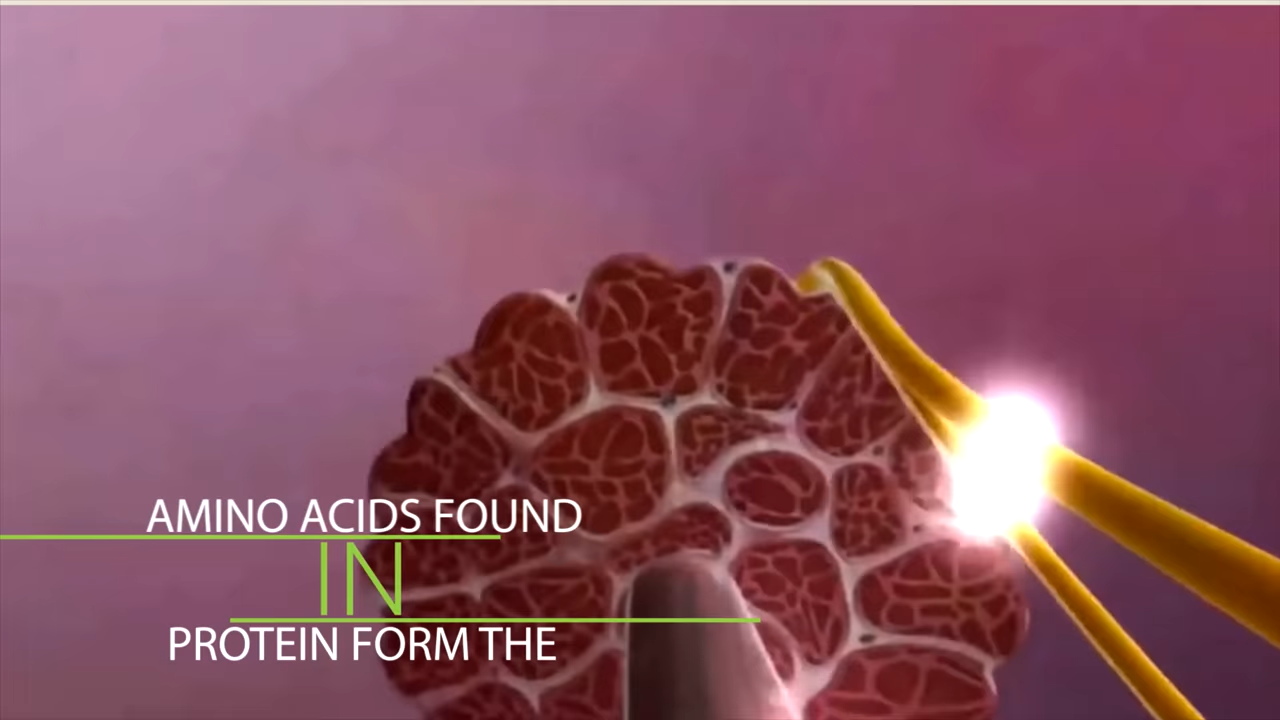 AMINO ACIDS FOUND
IN
PROTEIN FORM THE